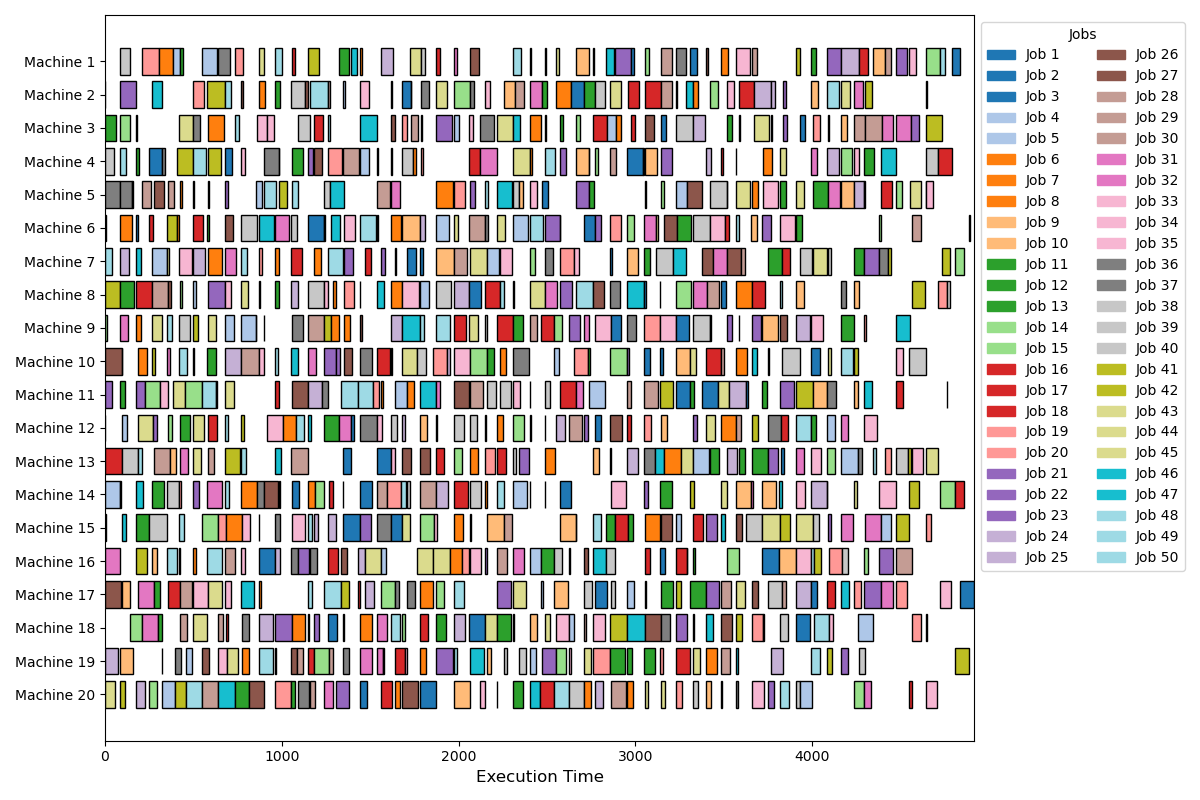 Machine 1
Machine 2
Machine 3
Machine 4
Machine 5
Machine 6
Machine 7
Machine 8
Machine 9
Machine 10
Machine 11
Machine 12
Machine 13
Machine 14
Machine 15
Machine 16
Machine 17
Machine 18
Machine 19
Machine 20
0 1000 2000 3000 4000
Execution Time
Jobs
Job 1 Job 26
Job 2 Job 27
Job 3 Job 28
Job 4 Job 29
Job 5 Job 30
Job 6 Job 31
Job 7 Job 32
Job 8 Job 33
Job 9 Job 34
Job 10 Job 35
Job 11 Job 36
Job 12 Job 37
Job 13 Job 38
Job 14 Job 39
Job 15 Job 40
Job 16 Job 41
Job 17 Job 42
Job 18 Job 43
Job 19 Job 44
Job 20 Job 45
Job 21 Job 46
Job 22 Job 47
Job 23 Job 48
Job 24 Job 49
Job 25 Job 50